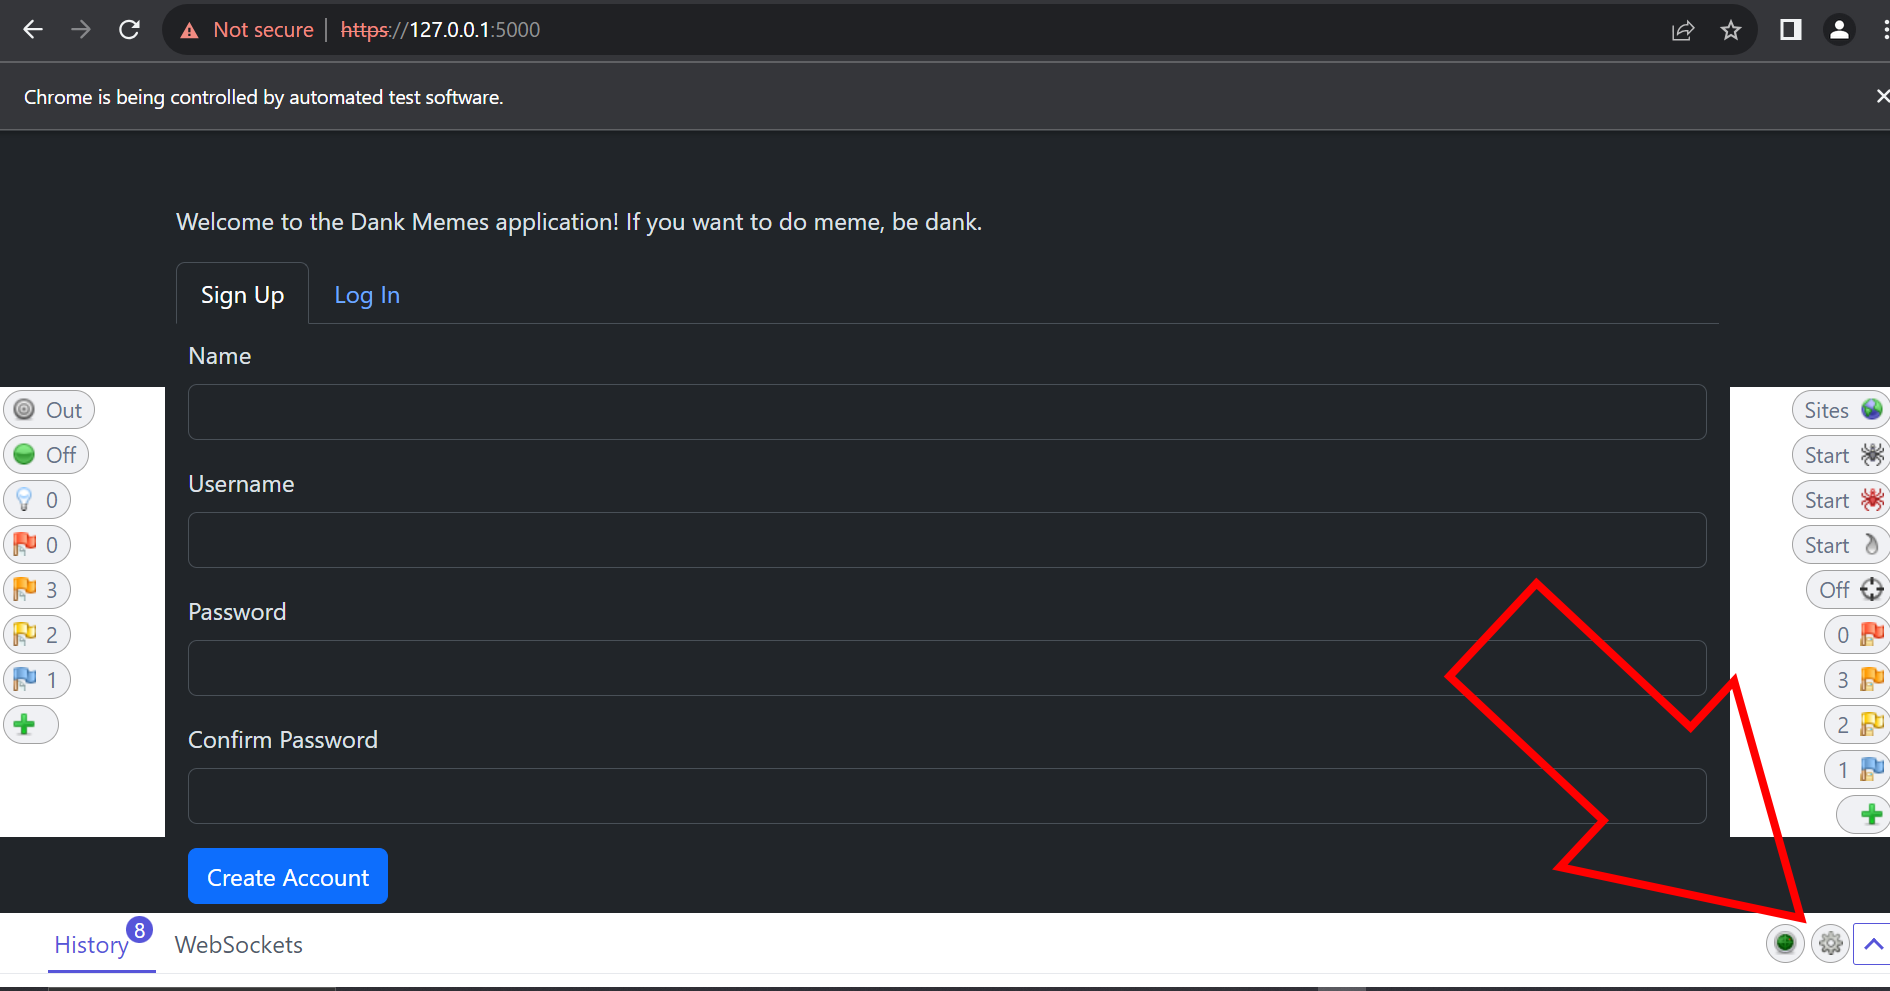 Not secure | https://127.0.0.1:5000
Chrome is being controlled by automated test software.
Welcome to the Dank Memes application! If you want to do meme, be dank.
Sign Up
Log In
Name
Username
Password
Confirm Password
Create Account
Out
Off
0
0
3
2
1
Sites
Start
Start
Start
Off
0
3
2
1
History 8
WebSockets